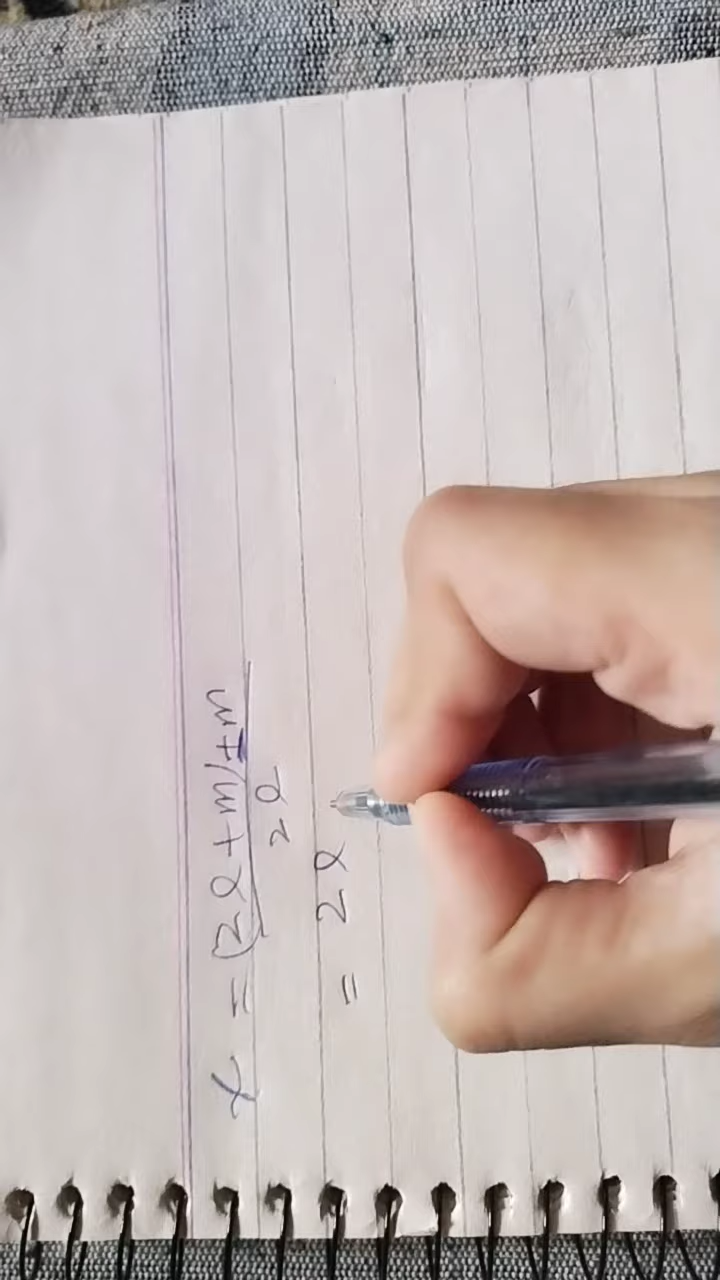 x = (2l + m) + m
2l
= 2l